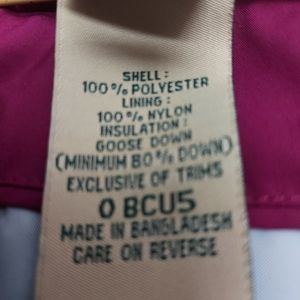 SHELL:
100% POLYESTER
LINING:
100% NYLON
INSULATION:
GOOSE DOWN
(MINIMUM 80% DOWN)
EXCLUSIVE OF TRIMS
O BCU5
MADE IN BANGLADESH
CARE ON REVERSE